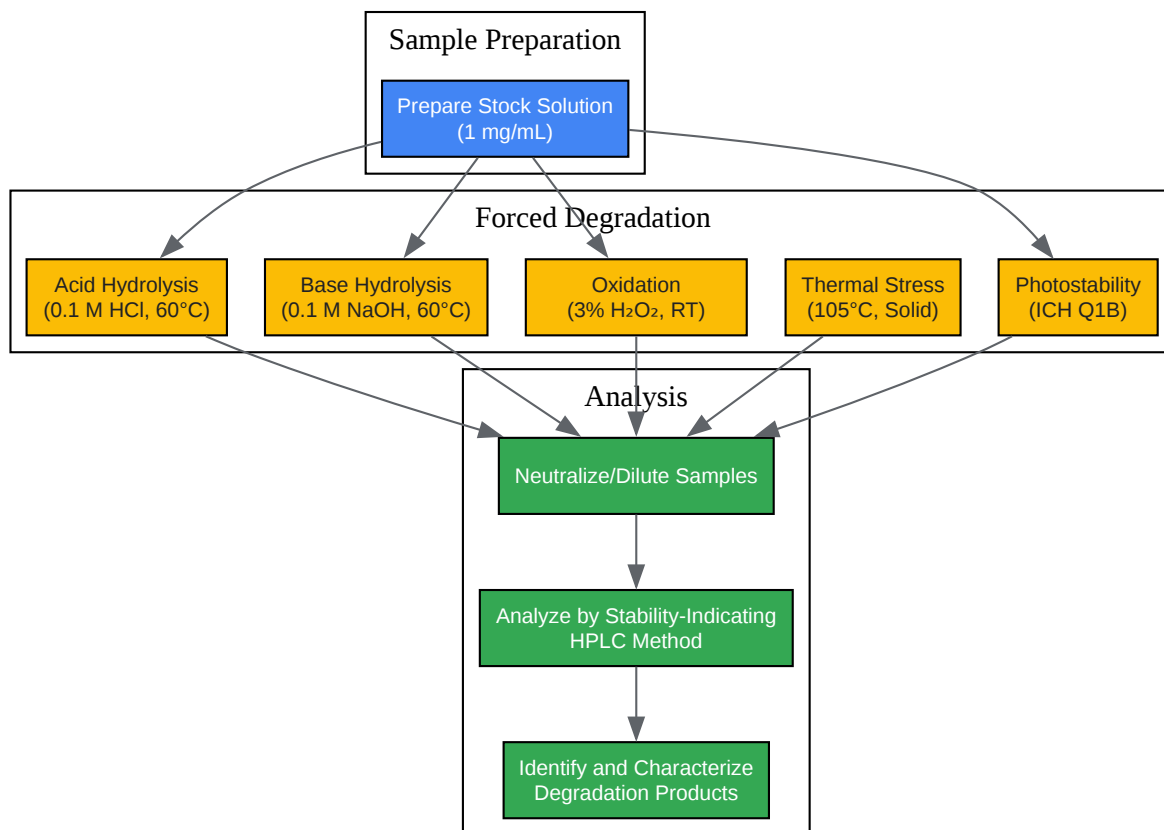 Sample Preparation
Prepare Stock Solution
(1 mg/mL)
Forced Degradation
Acid Hydrolysis
(0.1 M HCl, 60°C)
Base Hydrolysis
(0.1 M NaOH, 60°C)
Oxidation
(3% H₂O₂, RT)
Thermal Stress
(105°C, Solid)
Photostability
(ICH Q1B)
Analysis
Neutralize/Dilute Samples
Analyze by Stability-Indicating
HPLC Method
Identify and Characterize
Degradation Products